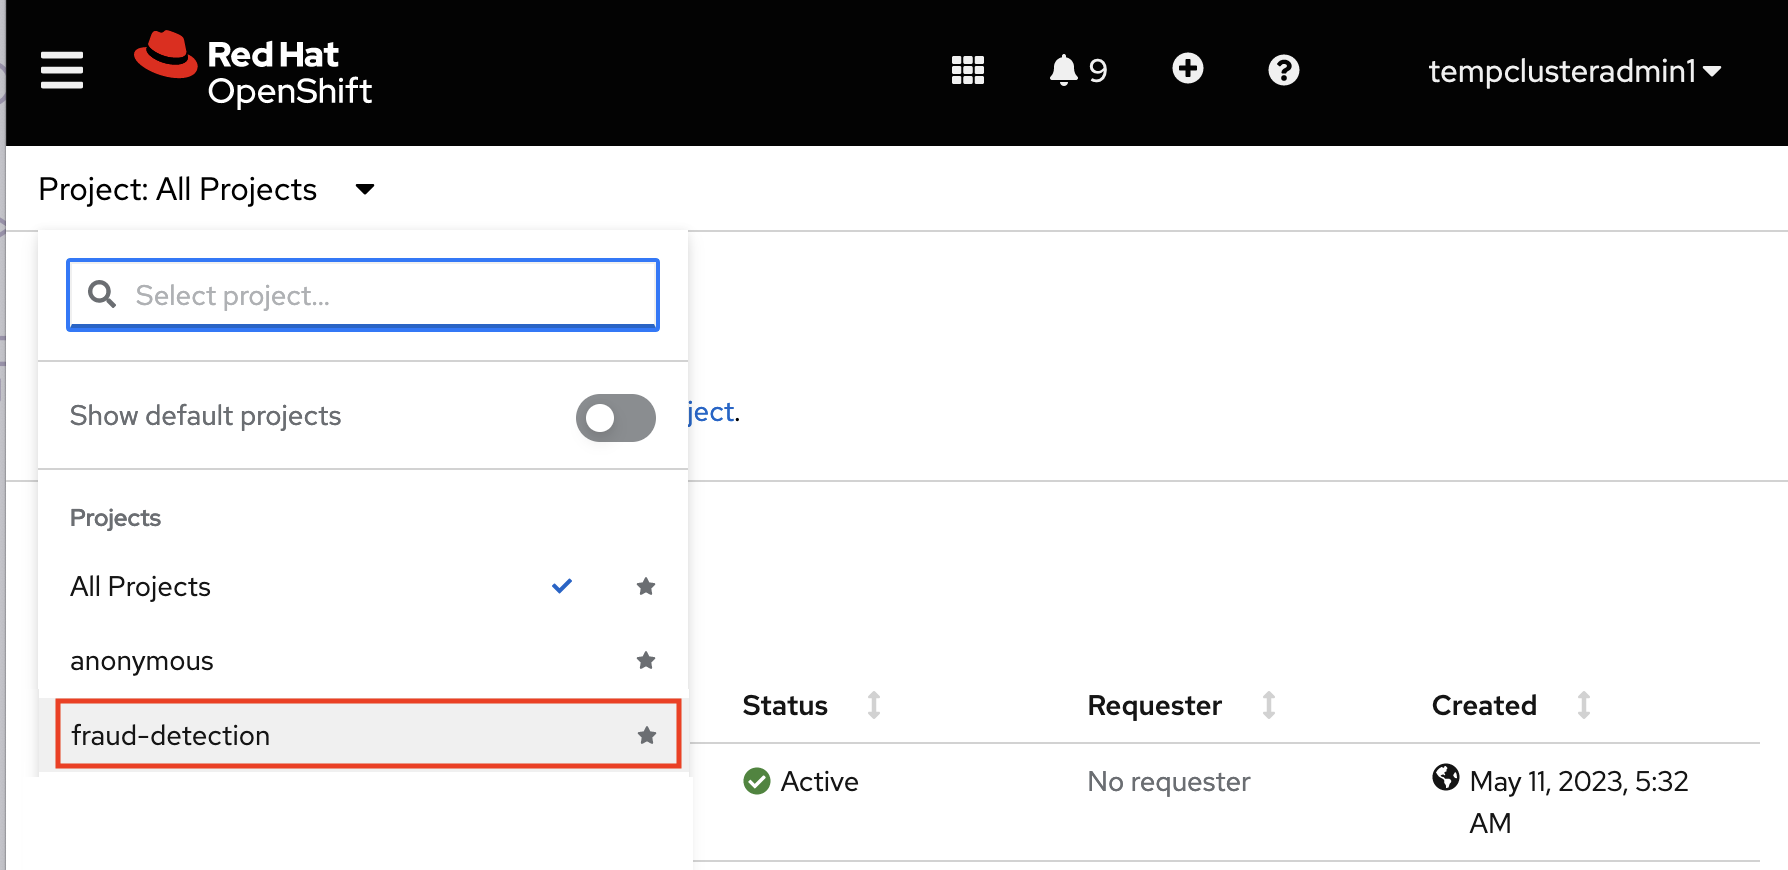 Red Hat
OpenShift
9
tempclusteradmin1
Project: All Projects
Select project...
Show default projects
ject.
Projects
All Projects
anonymous
fraud-detection
Status
Requester
Created
Active
No requester
May 11, 2023, 5:32
AM